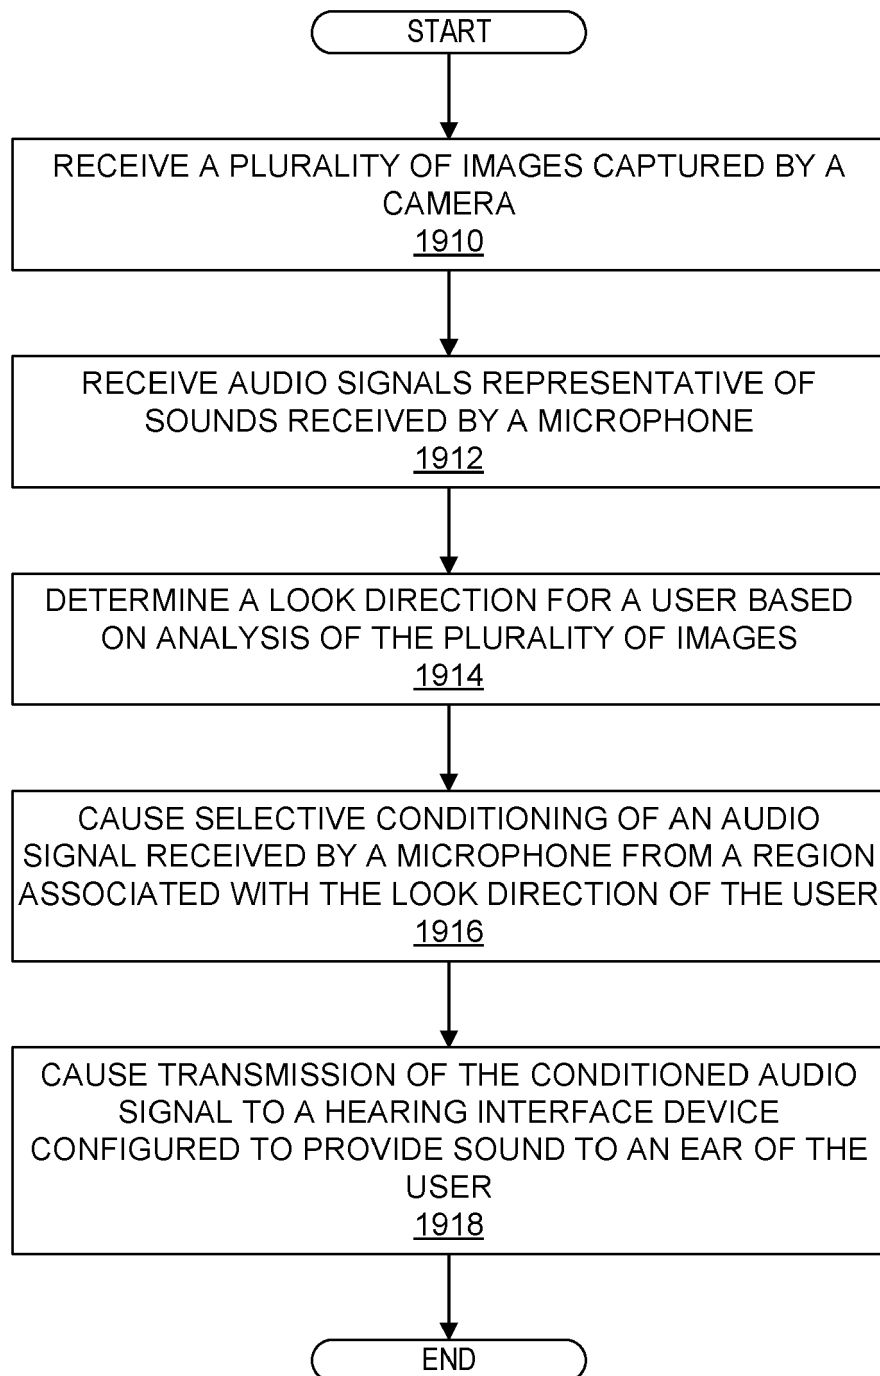 START
RECEIVE A PLURALITY OF IMAGES CAPTURED BY A
CAMERA
1910
RECEIVE AUDIO SIGNALS REPRESENTATIVE OF
SOUNDS RECEIVED BY A MICROPHONE
1912
DETERMINE A LOOK DIRECTION FOR A USER BASED
ON ANALYSIS OF THE PLURALITY OF IMAGES
1914
CAUSE SELECTIVE CONDITIONING OF AN AUDIO
SIGNAL RECEIVED BY A MICROPHONE FROM A REGION
ASSOCIATED WITH THE LOOK DIRECTION OF THE USER
1916
CAUSE TRANSMISSION OF THE CONDITIONED AUDIO
SIGNAL TO A HEARING INTERFACE DEVICE
CONFIGURED TO PROVIDE SOUND TO AN EAR OF THE
USER
1918
END